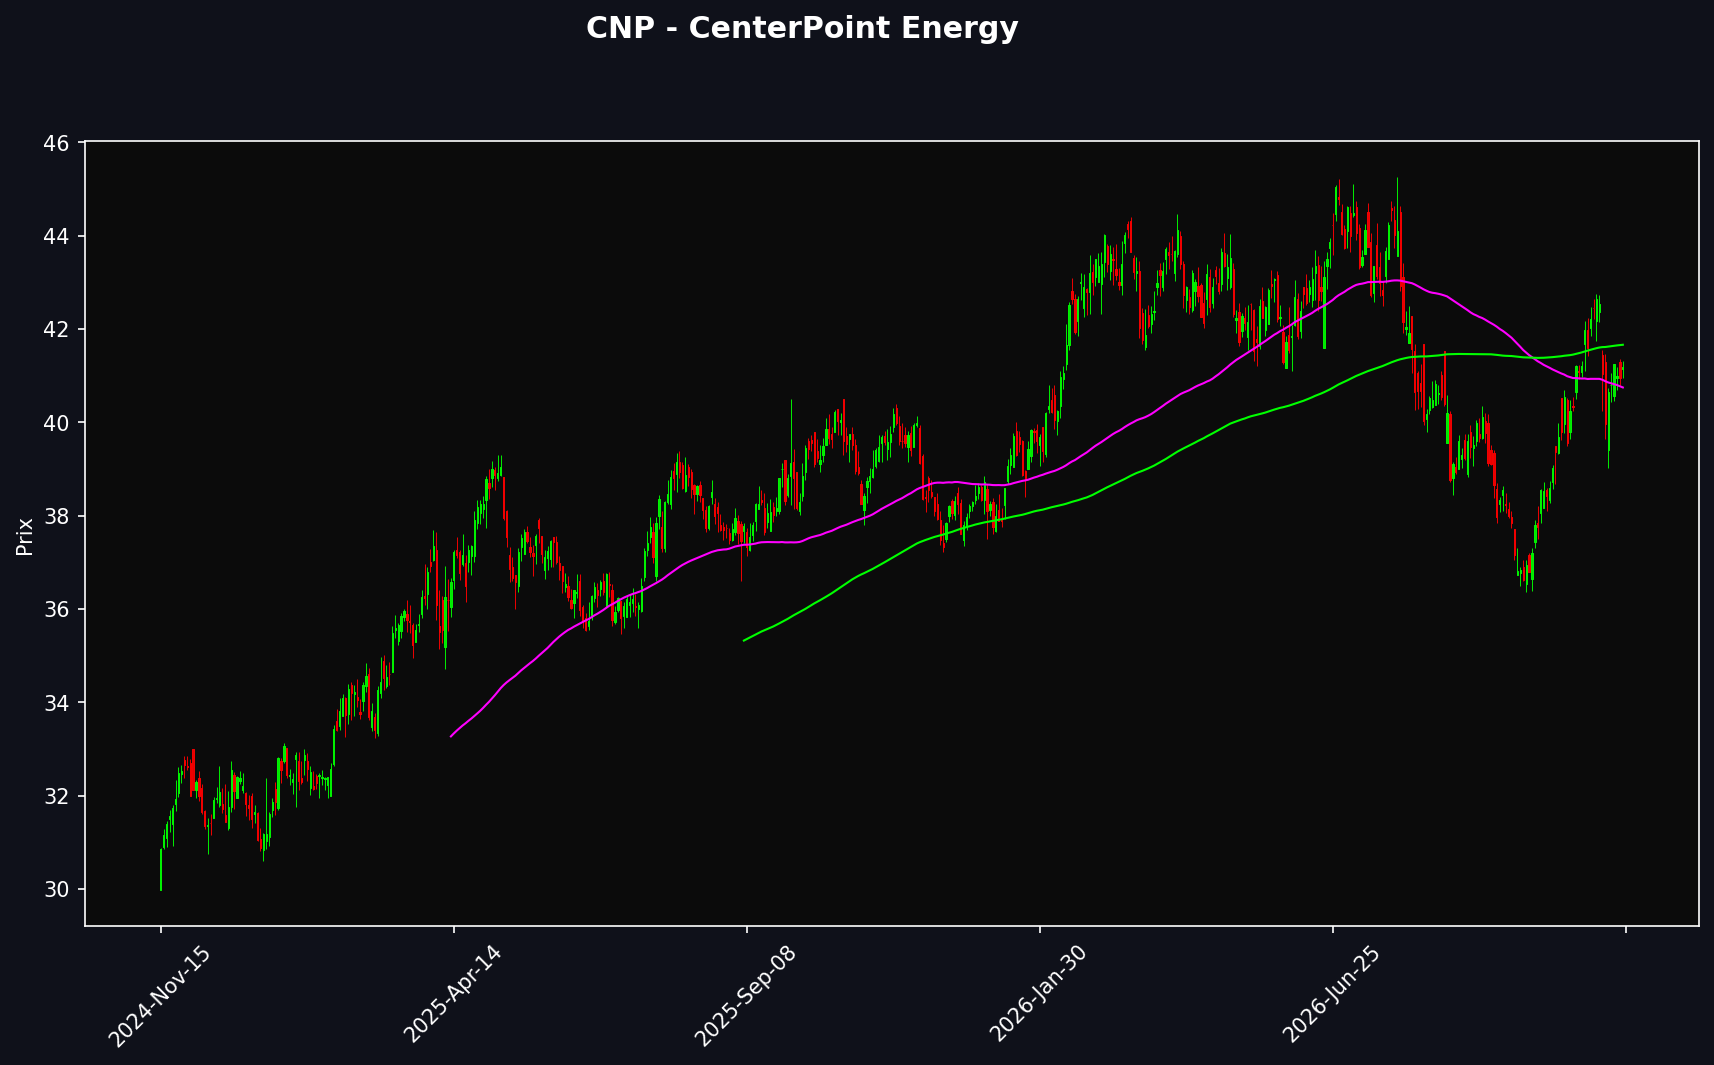 CNP - CenterPoint Energy
Prix
46
44
42
40
38
36
34
32
30
2024-Nov-15
2025-Apr-14
2025-Sep-08
2026-Jan-30
2026-Jun-25